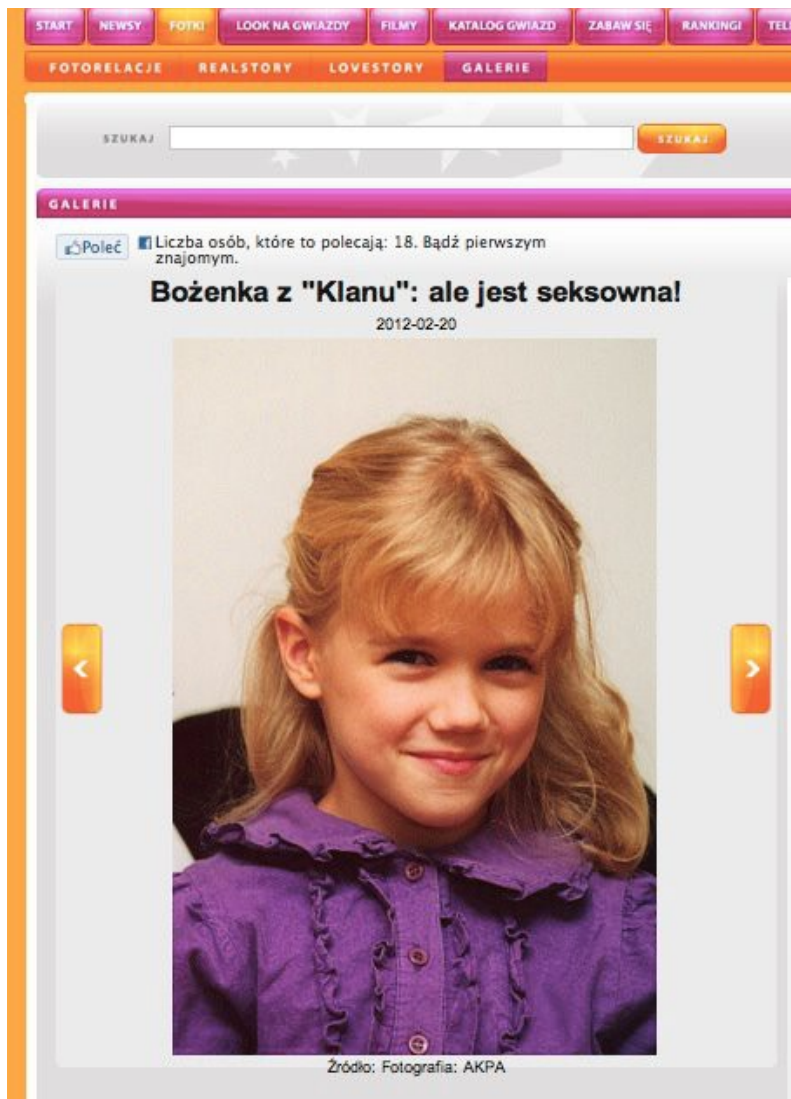 START NEWSY FOTKI LOOK NA GWIAZDY FILMY KATALOG GWIAZD ZABAW SIĘ RANKINGI
FOTORELACJE REALSTORY LOVESTORY GALERIE
SZUKAJ SZUKAJ
GALERIE
Poleć Liczba osób, które to polecają: 18. Bądź pierwszym
znajomym.
Bożenka z "Klanu": ale jest seksowna!
2012-02-20
Źródło: Fotografia: AKPA